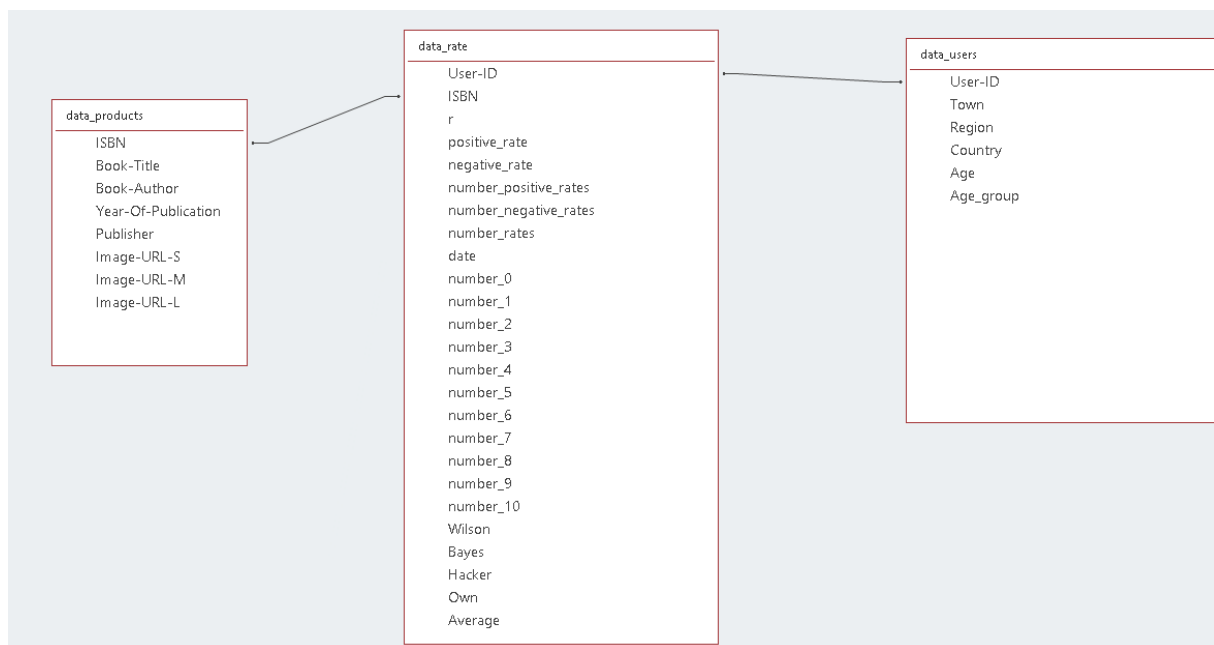 data_products
ISBN
Book-Title
Book-Author
Year-Of-Publication
Publisher
Image-URL-S
Image-URL-M
Image-URL-L
data_rate
User-ID
ISBN
r
positive_rate
negative_rate
number_positive_rates
number_negative_rates
number_rates
date
number_0
number_1
number_2
number_3
number_4
number_5
number_6
number_7
number_8
number_9
number_10
Wilson
Bayes
Hacker
Own
Average
data_users
User-ID
Town
Region
Country
Age
Age_group